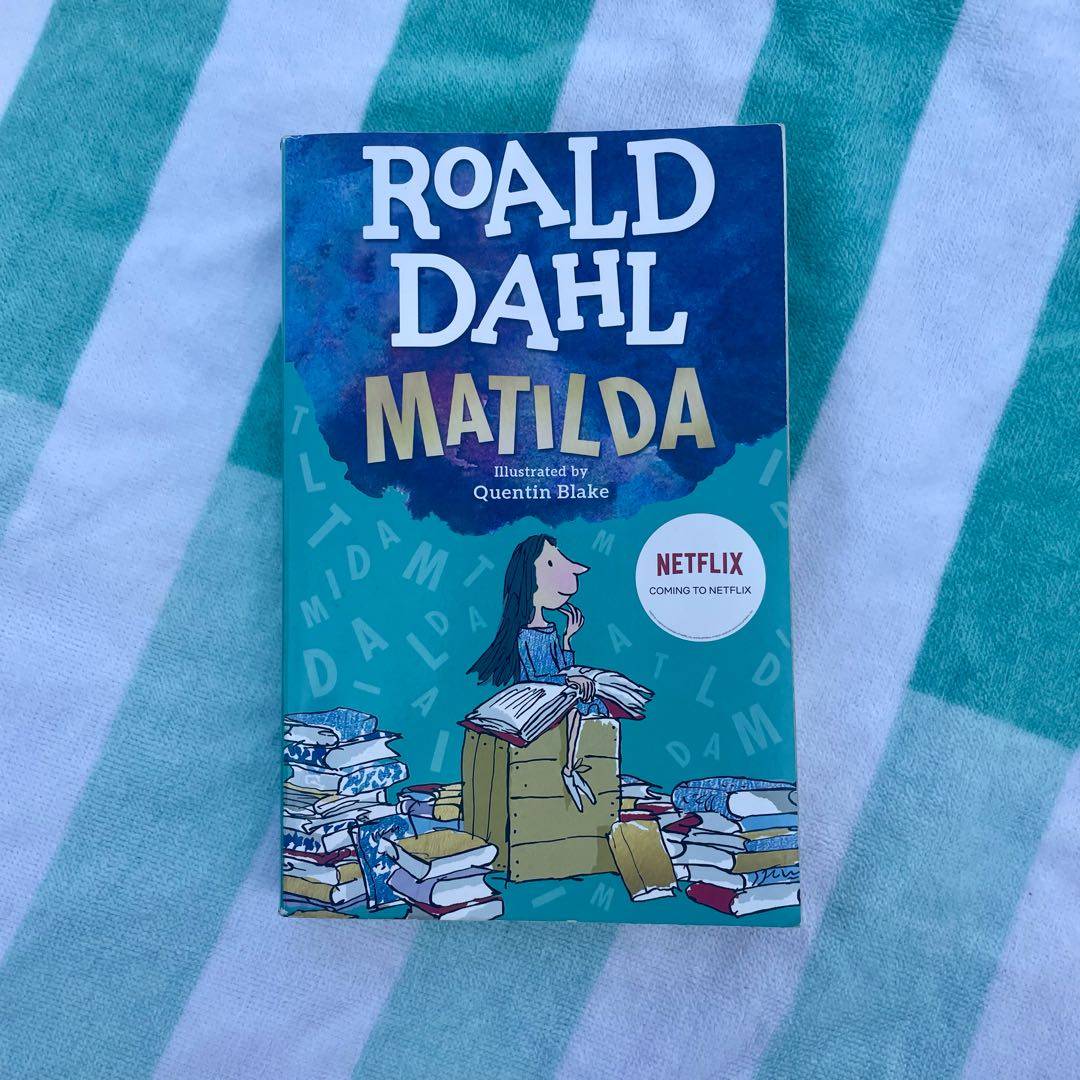 ROALD
DAHL
MATILDA
Illustrated by
Quentin Blake
NETFLIX
COMING TO NETFLIX